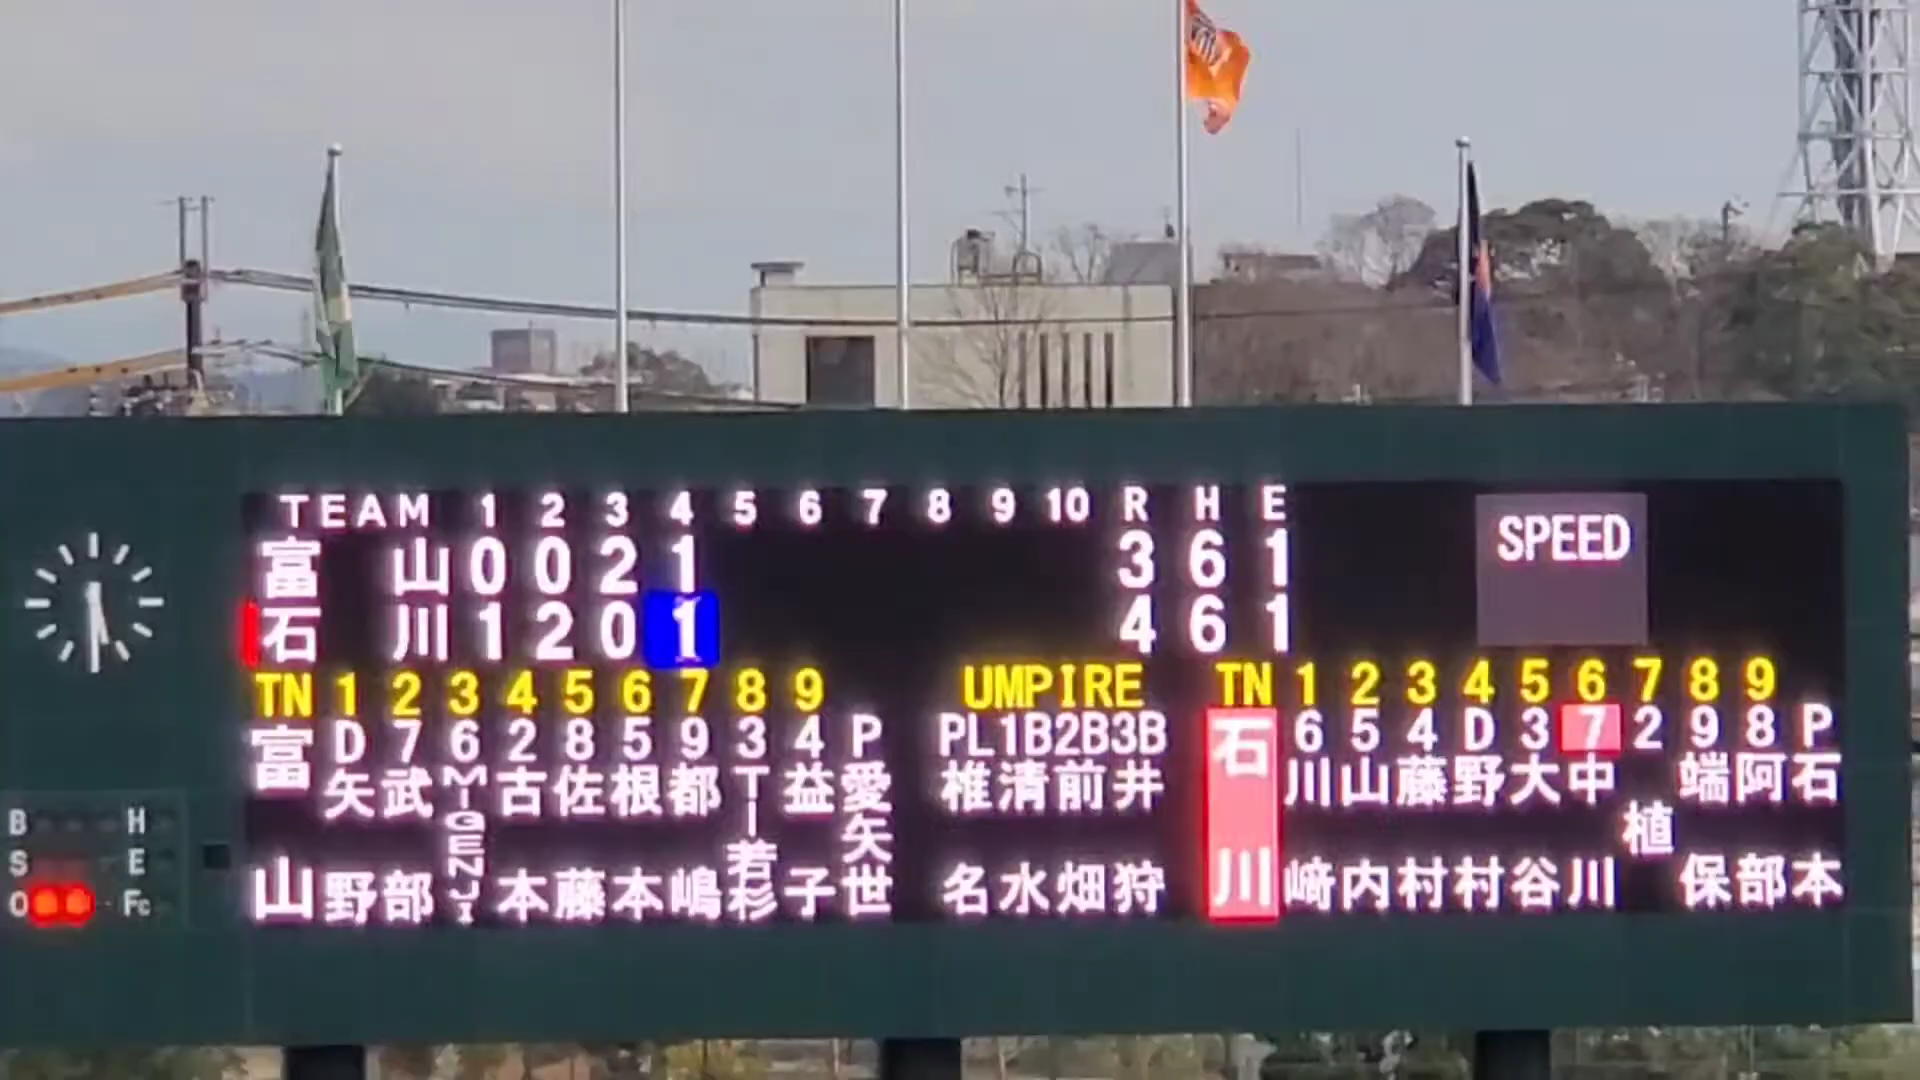 TEAM 1 2 3 4 5 6 7 8 9 10 R H E
富山 0 0 2 1 3 6 1
石川 1 2 0 1 4 6 1
SPEED
TN 1 2 3 4 5 6 7 8 9
富山
D 7 6 2 8 5 9 3 4 P
矢野
武部
MIGENJI
古本
佐藤
根本
都嶋
T-若杉
益子
愛矢世
UMPIRE
PL 1B 2B 3B
椎名
清水
前畑
井狩
TN 1 2 3 4 5 6 7 8 9
石川
6 5 4 D 3 7 2 9 8 P
川﨑
山内
藤村
野村
大谷
中川
植
端保
阿部
石本
B H
S E
O Fc